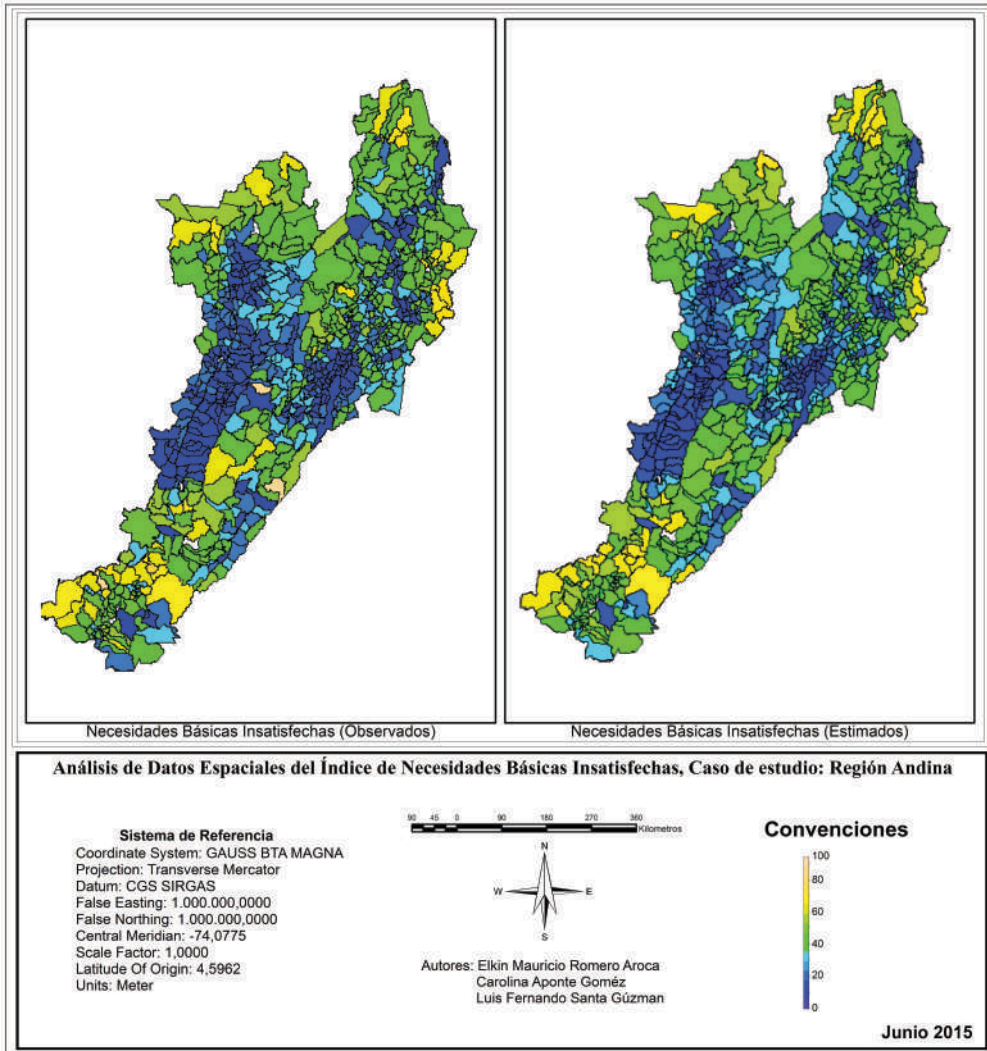 Necesidades Básicas Insatisfechas (Observados)
Necesidades Básicas Insatisfechas (Estimados)
Análisis de Datos Espaciales del Índice de Necesidades Básicas Insatisfechas, Caso de estudio: Región Andina
Sistema de Referencia
Coordinate System: GAUSS BTA MAGNA
Projection: Transverse Mercator
Datum: CGS SIRGAS
False Easting: 1.000.000,0000
False Northing: 1.000.000,0000
Central Meridian: -74,0775
Scale Factor: 1,0000
Latitude Of Origin: 4,5962
Units: Meter
90 45 0 90 180 270 360
Kilometros
N
W E
S
Autores: Elkin Mauricio Romero Aroca
Carolina Aponte Goméz
Luis Fernando Santa Gúzman
Convenciones
100
80
60
40
20
0
Junio 2015